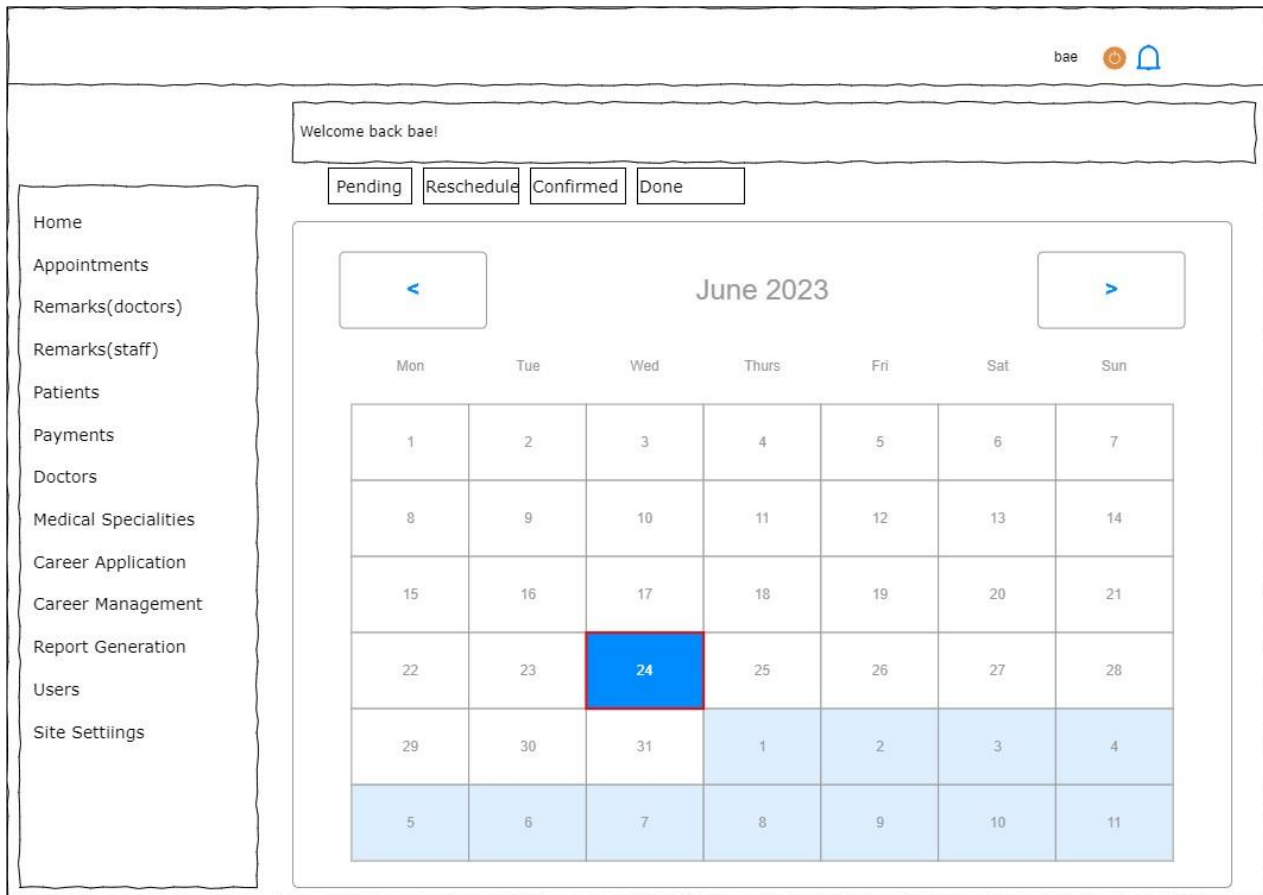 bae
Welcome back bae!
Pending Reschedule Confirmed Done
Home
Appointments
Remarks(doctors)
Remarks(staff)
Patients
Payments
Doctors
Medical Specialities
Career Application
Career Management
Report Generation
Users
Site Settiings
< June 2023 >
Mon Tue Wed Thurs Fri Sat Sun
1 2 3 4 5 6 7
8 9 10 11 12 13 14
15 16 17 18 19 20 21
22 23 24 25 26 27 28
29 30 31 1 2 3 4
5 6 7 8 9 10 11